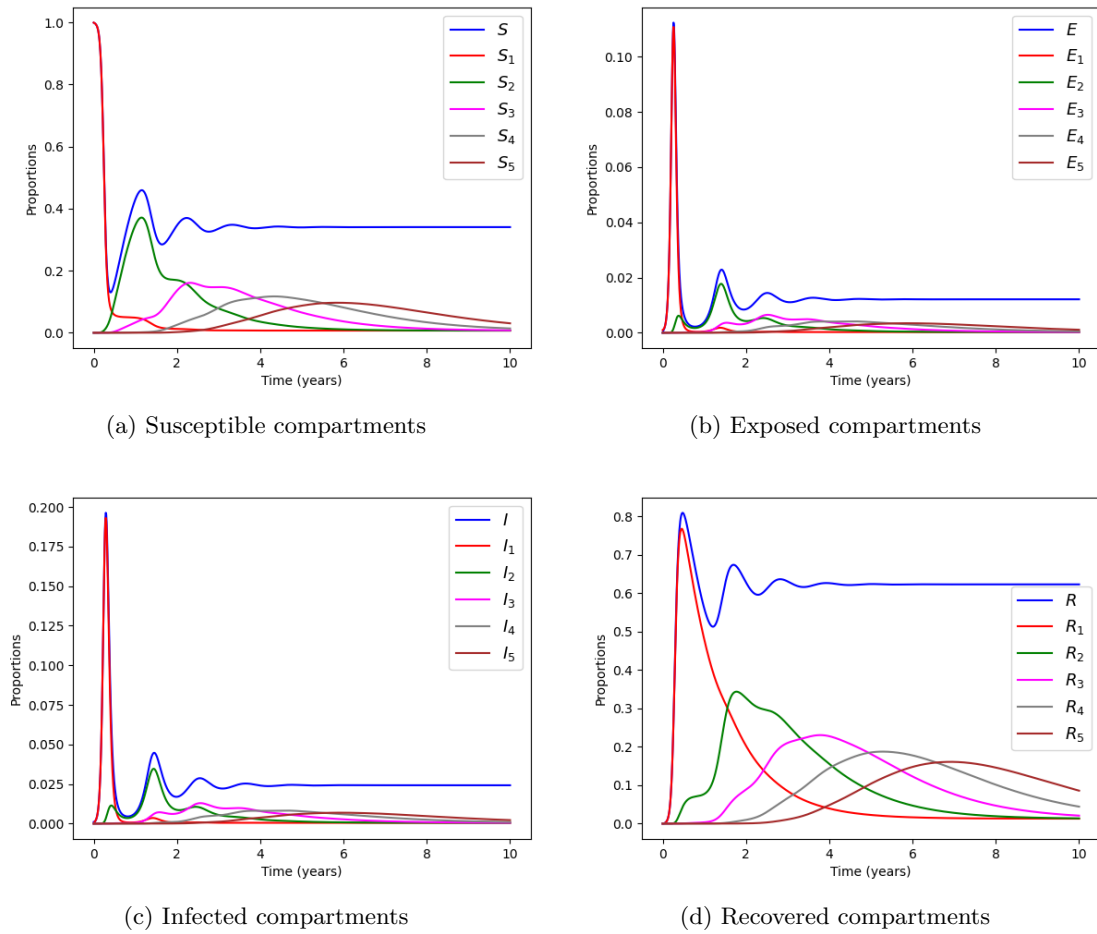 1.0
0.8
0.6
0.4
0.2
0.0
Proportions
0 2 4 6 8 10
Time (years)
S
S1
S2
S3
S4
S5
(a) Susceptible compartments
0.10
0.08
0.06
0.04
0.02
0.00
Proportions
0 2 4 6 8 10
Time (years)
E
E1
E2
E3
E4
E5
(b) Exposed compartments
0.200
0.175
0.150
0.125
0.100
0.075
0.050
0.025
0.000
Proportions
0 2 4 6 8 10
Time (years)
I
I1
I2
I3
I4
I5
(c) Infected compartments
0.8
0.7
0.6
0.5
0.4
0.3
0.2
0.1
0.0
Proportions
0 2 4 6 8 10
Time (years)
R
R1
R2
R3
R4
R5
(d) Recovered compartments